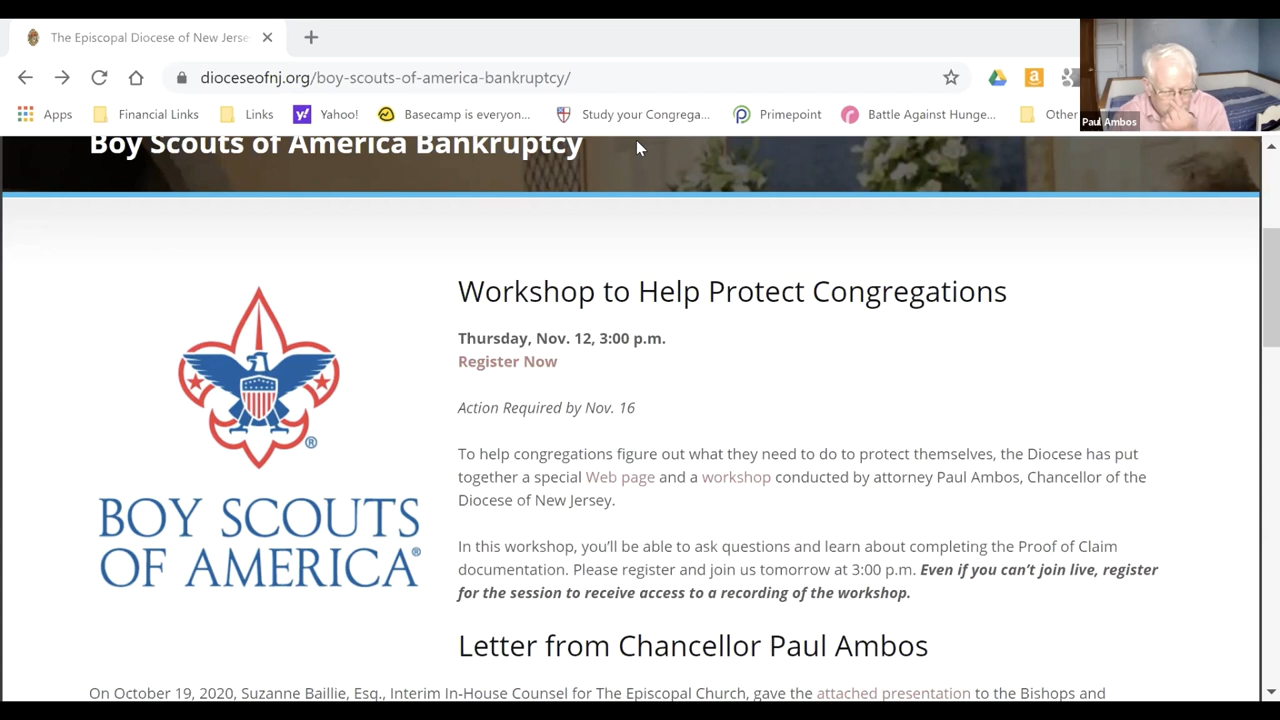 The Episcopal Diocese of New Jerse
dioceseofnj.org/boy-scouts-of-america-bankruptcy/
Apps Financial Links Links Yahoo! Basecamp is everyon... Study your Congrega... Primepoint Battle Against Hunge... Other
Paul Ambos
Boy Scouts of America Bankruptcy
Workshop to Help Protect Congregations
Thursday, Nov. 12, 3:00 p.m.
Register Now
Action Required by Nov. 16
To help congregations figure out what they need to do to protect themselves, the Diocese has put
together a special Web page and a workshop conducted by attorney Paul Ambos, Chancellor of the
Diocese of New Jersey.
In this workshop, you'll be able to ask questions and learn about completing the Proof of Claim
documentation. Please register and join us tomorrow at 3:00 p.m. Even if you can't join live, register
for the session to receive access to a recording of the workshop.
®
BOY SCOUTS
OF AMERICA®
Letter from Chancellor Paul Ambos
On October 19, 2020, Suzanne Baillie, Esq., Interim In-House Counsel for The Episcopal Church, gave the attached presentation to the Bishops and